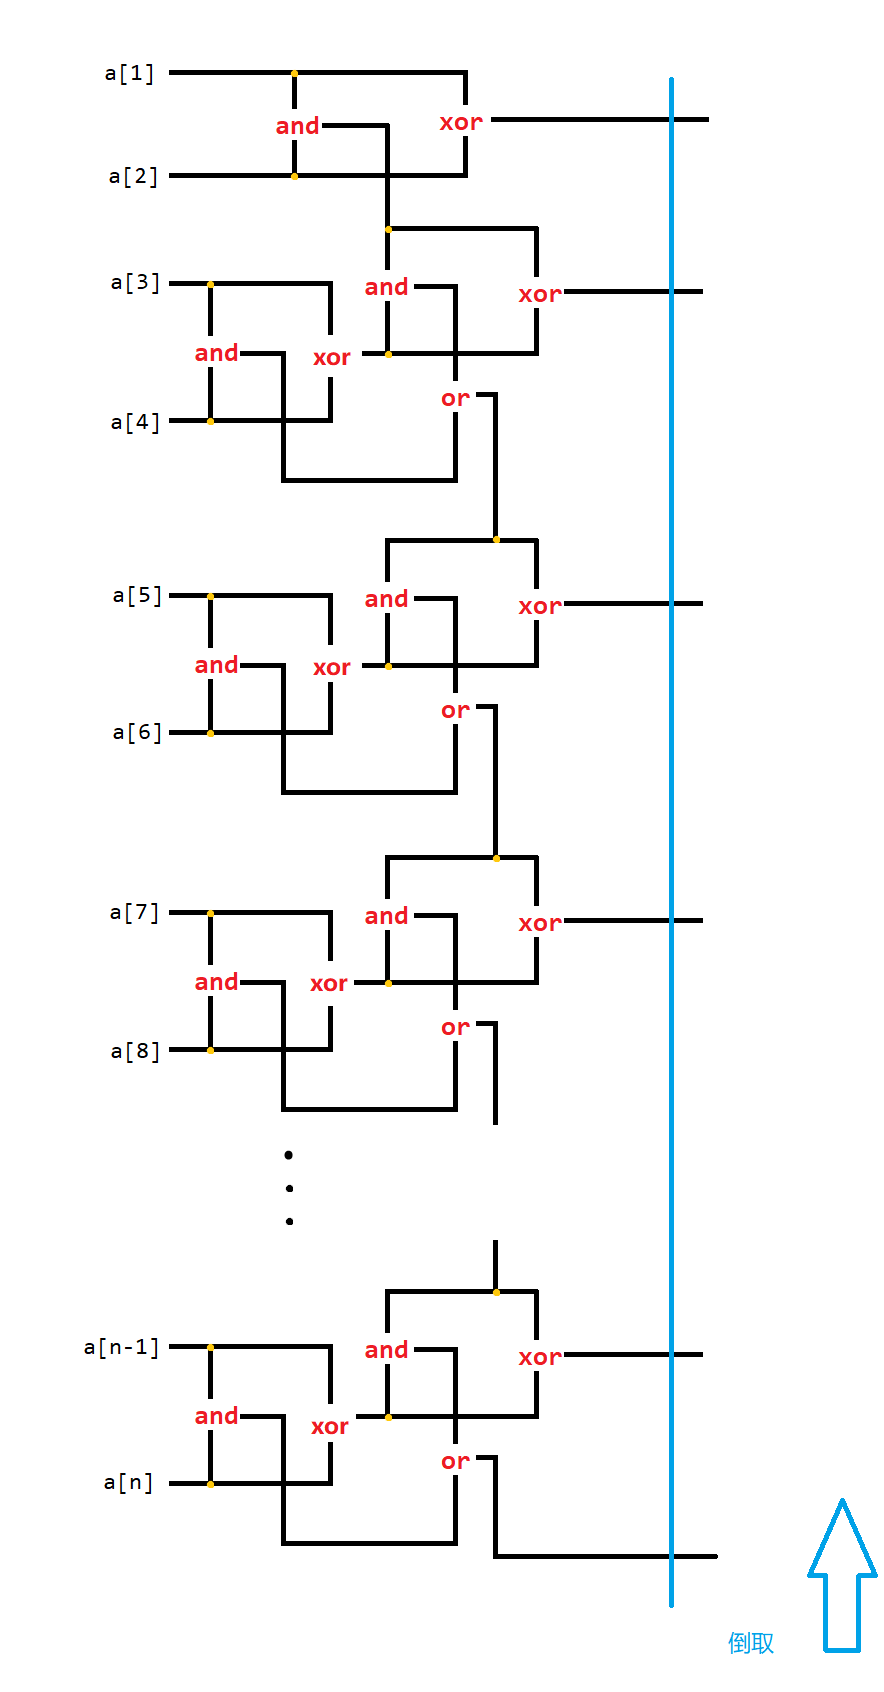 a[1]
and
xor
a[2]
a[3]
and
xor
and
xor
or
a[4]
a[5]
and
xor
and
xor
or
a[6]
a[7]
and
xor
and
xor
or
a[8]
a[n-1]
and
xor
and
xor
or
a[n]
倒取